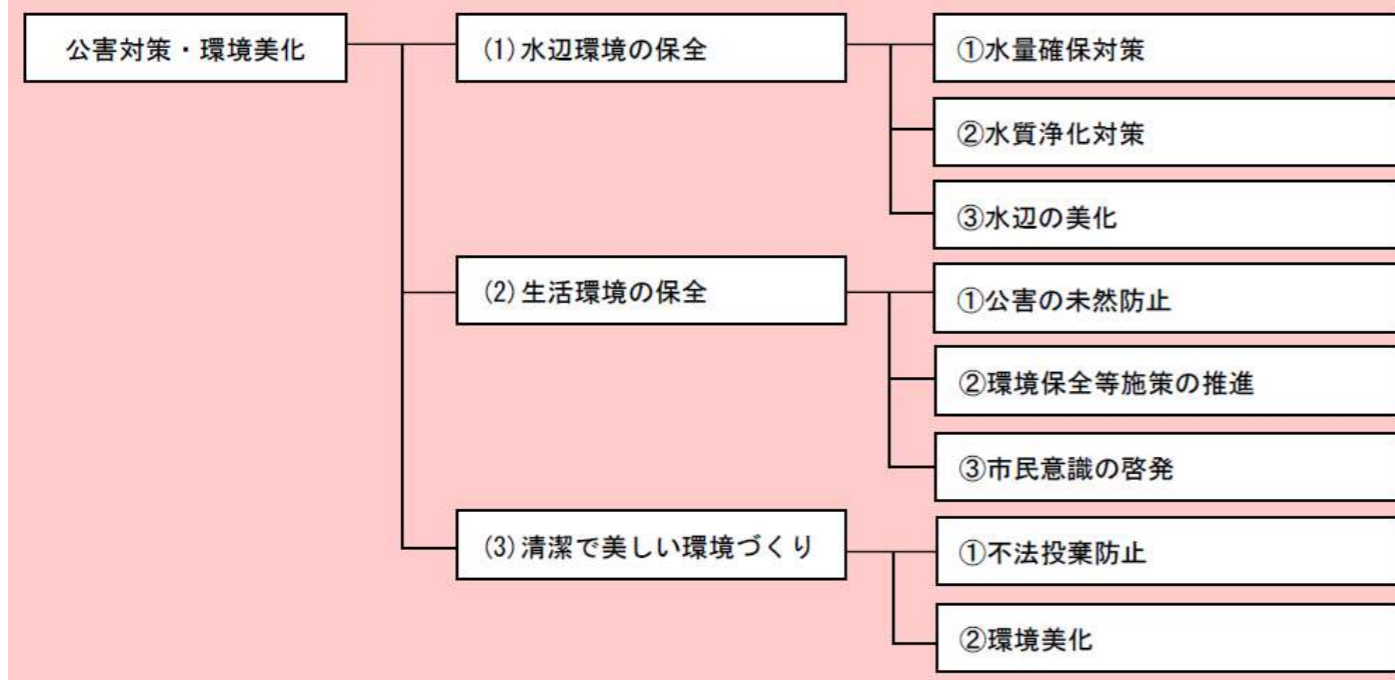 公害対策・環境美化
(1)水辺環境の保全
①水量確保対策
②水質浄化対策
③水辺の美化
(2)生活環境の保全
①公害の未然防止
②環境保全等施策の推進
③市民意識の啓発
(3)清潔で美しい環境づくり
①不法投棄防止
②環境美化